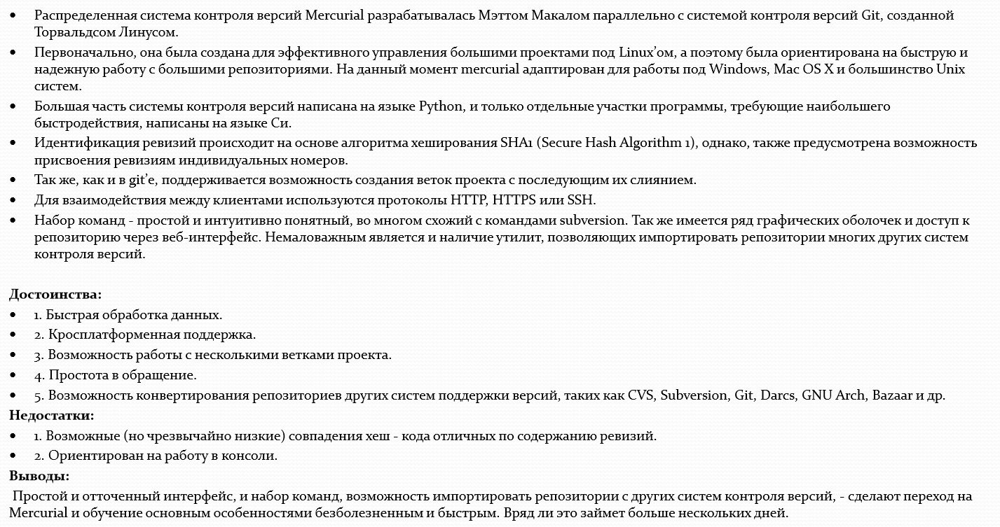 • Распределенная система контроля версий Mercurial разрабатывалась Мэттом Макалом параллельно с системой контроля версий Git, созданной
Торвальдсом Линусом.
• Первоначально, она была создана для эффективного управления большими проектами под Linux’ом, а поэтому была ориентирована на быструю и
надежную работу с большими репозиториями. На данный момент mercurial адаптирован для работы под Windows, Mac OS X и большинство Unix
систем.
• Большая часть системы контроля версий написана на языке Python, и только отдельные участки программы, требующие наибольшего
быстродействия, написаны на языке Си.
• Идентификация ревизий происходит на основе алгоритма хеширования SHA1 (Secure Hash Algorithm 1), однако, также предусмотрена возможность
присвоения ревизиям индивидуальных номеров.
• Так же, как и в git’е, поддерживается возможность создания веток проекта с последующим их слиянием.
• Для взаимодействия между клиентами используются протоколы HTTP, HTTPS или SSH.
• Набор команд - простой и интуитивно понятный, во многом схожий с командами subversion. Так же имеется ряд графических оболочек и доступ к
репозиторию через веб-интерфейс. Немаловажным является и наличие утилит, позволяющих импортировать репозитории многих других систем
контроля версий.
Достоинства:
• 1. Быстрая обработка данных.
• 2. Кросплатформенная поддержка.
• 3. Возможность работы с несколькими ветками проекта.
• 4. Простота в обращение.
• 5. Возможность конвертирования репозиториев других систем поддержки версий, таких как CVS, Subversion, Git, Darcs, GNU Arch, Bazaar и др.
Недостатки:
• 1. Возможные (но чрезвычайно низкие) совпадения хеш - кода отличных по содержанию ревизий.
• 2. Ориентирован на работу в консоли.
Выводы:
Простой и отточенный интерфейс, и набор команд, возможность импортировать репозитории с других систем контроля версий, - сделают переход на
Mercurial и обучение основным особенностями безболезненным и быстрым. Вряд ли это займет больше нескольких дней.